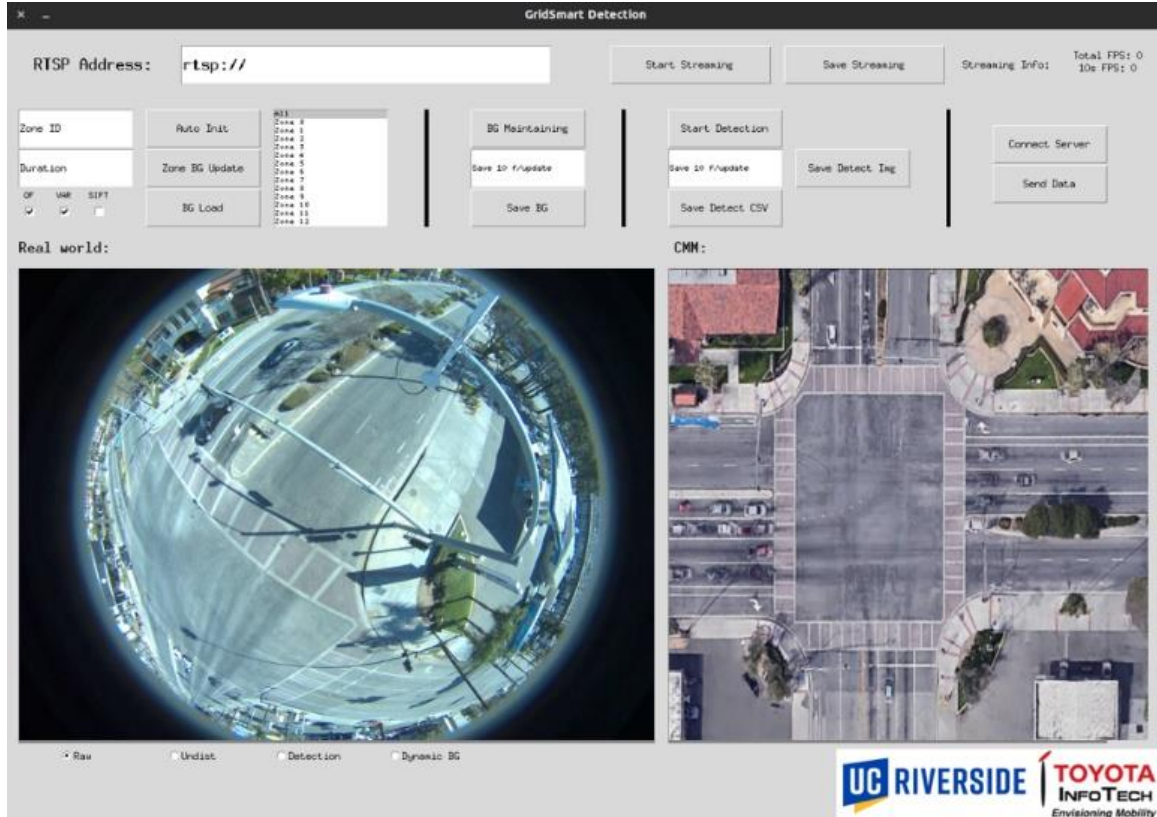 GridSmart Detection
RTSP Address:
rtsp://
Start Streaming
Save Streaming
Streaming Info:
Total FPS: 0
10s FPS: 0
Zone ID
Auto Init
All
Zone 0
Zone 1
Zone 2
Zone 3
Zone 4
Zone 5
Zone 6
Zone 7
Zone 8
Zone 9
Zone 10
Zone 11
Zone 12
Duration
Zone BG Update
OF VAR SIFT
BG Load
BG Maintaining
Save 10 f/update
Save BG
Start Detection
Save 10 f/update
Save Detect Img
Save Detect CSV
Connect Server
Send Data
Real world:
CMM:
Raw Undist Detection Dynamic BG
UC RIVERSIDE
TOYOTA
INFOTECH
Envisioning Mobility